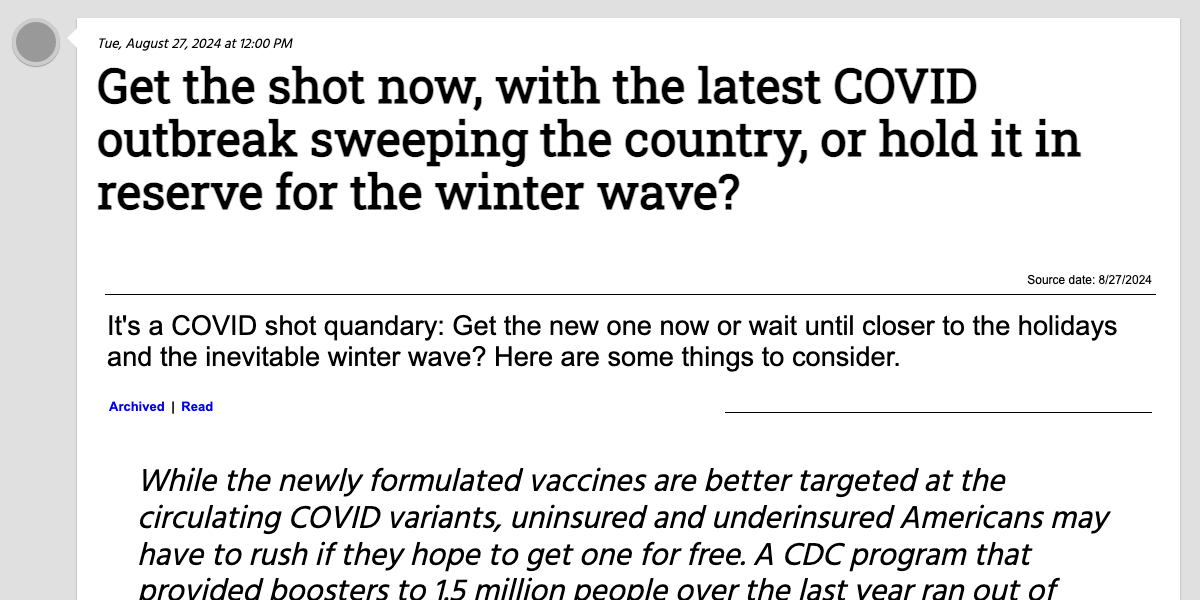 Tue, August 27, 2024 at 12:00 PM
Get the shot now, with the latest COVID
outbreak sweeping the country, or hold it in
reserve for the winter wave?
Source date: 8/27/2024
It's a COVID shot quandary: Get the new one now or wait until closer to the holidays
and the inevitable winter wave? Here are some things to consider.
Archived | Read
While the newly formulated vaccines are better targeted at the
circulating COVID variants, uninsured and underinsured Americans may
have to rush if they hope to get one for free. A CDC program that
provided boosters to 1.5 million people over the last year ran out of